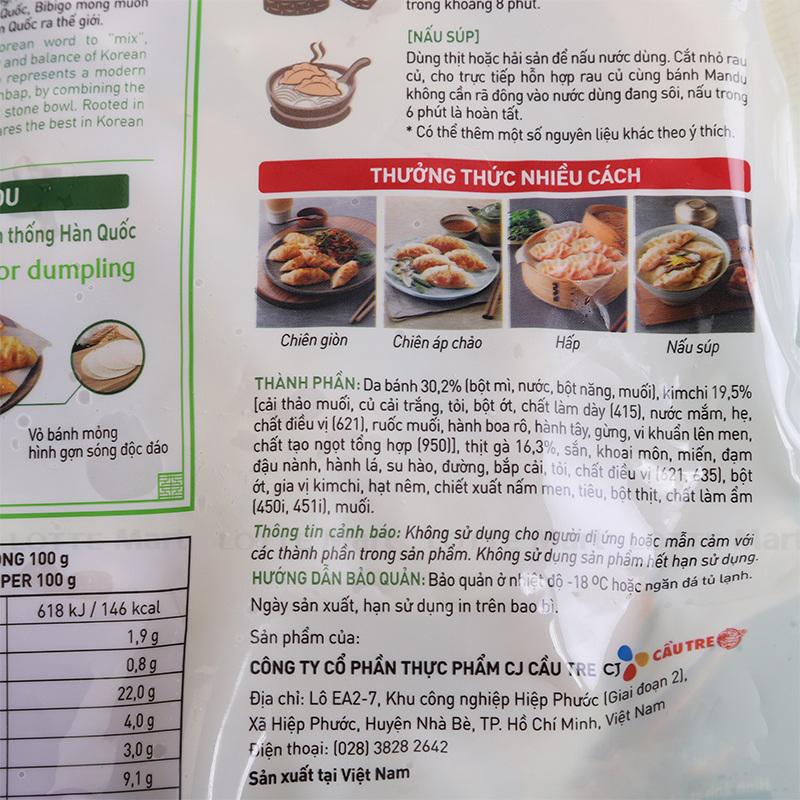 Quốc, Bibigo mong muốn
Quốc ra thế giới.
orean word to "mix",
and balance of Korean
represents a modern
mbap, by combining the
stone bowl. Rooted in
ares the best in Korean
DU
thống Hàn Quốc
or dumpling
Vỏ bánh mỏng
hình gợn sóng độc đáo
ÔNG 100 g
PER 100 g
618 kJ / 146 kcal
1,9 g
0,8 g
22,0 g
4,0 g
3,0 g
9,1 g
trong khoảng 8 phút.
[NẤU SÚP]
Dùng thịt hoặc hải sản để nấu nước dùng. Cắt nhỏ rau
củ, cho trực tiếp hỗn hợp rau củ cùng bánh Mandu
không cần rã đông vào nước dùng đang sôi, nấu trong
6 phút là hoàn tất.
* Có thể thêm một số nguyên liệu khác theo ý thích.
THƯỞNG THỨC NHIỀU CÁCH
Chiên giòn
Chiên áp chảo
Hấp
Nấu súp
THÀNH PHẦN: Da bánh 30,2% (bột mì, nước, bột năng, muối), kimchi 19,5%
[cải thảo muối, củ cải trắng, tỏi, bột ớt, chất làm dày (415), nước mắm, hẹ,
chất điều vị (621), ruốc muối, hành boa rô, hành tây, gừng, vi khuẩn lên men,
chất tạo ngọt tổng hợp (950)], thịt gà 16,3%, sắn, khoai môn, miến, đạm
đậu nành, hành lá, su hào, đường, bắp cải, tỏi, chất điều vị (621, 635), bột
ớt, gia vị kimchi, hạt nêm, chiết xuất nấm men, tiêu, bột thịt, chất làm ẩm
(450i, 451i), muối.
Thông tin cảnh báo: Không sử dụng cho người dị ứng hoặc mẫn cảm với
các thành phần trong sản phẩm. Không sử dụng sản phẩm hết hạn sử dụng.
HƯỚNG DẪN BẢO QUẢN: Bảo quản ở nhiệt độ -18 ºC hoặc ngăn đá tủ lạnh.
Ngày sản xuất, hạn sử dụng in trên bao bì.
Sản phẩm của:
CÔNG TY CỔ PHẦN THỰC PHẨM CJ CẦU TRE CJ CẦU TRE
Địa chỉ: Lô EA2-7, Khu công nghiệp Hiệp Phước (Giai đoạn 2),
Xã Hiệp Phước, Huyện Nhà Bè, TP. Hồ Chí Minh, Việt Nam
Điện thoại: (028) 3828 2642
Sản xuất tại Việt Nam
LOTTE Mart